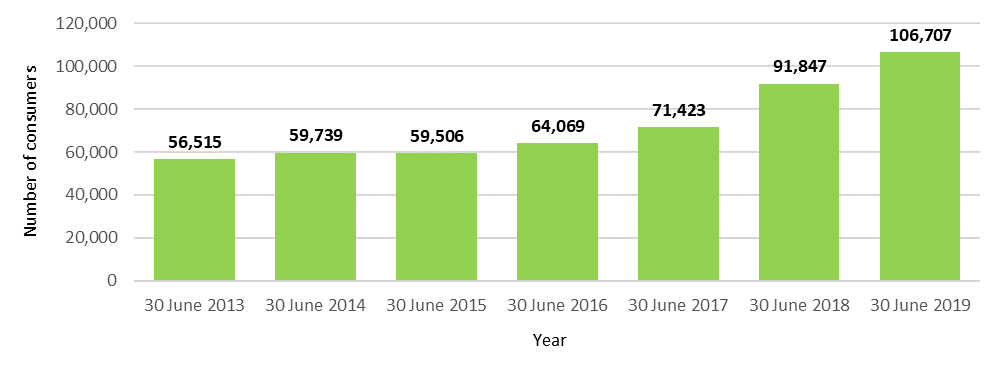 120,000
100,000
80,000
60,000
40,000
20,000
0
Number of consumers
56,515
59,739
59,506
64,069
71,423
91,847
106,707
30 June 2013
30 June 2014
30 June 2015
30 June 2016
30 June 2017
30 June 2018
30 June 2019
Year